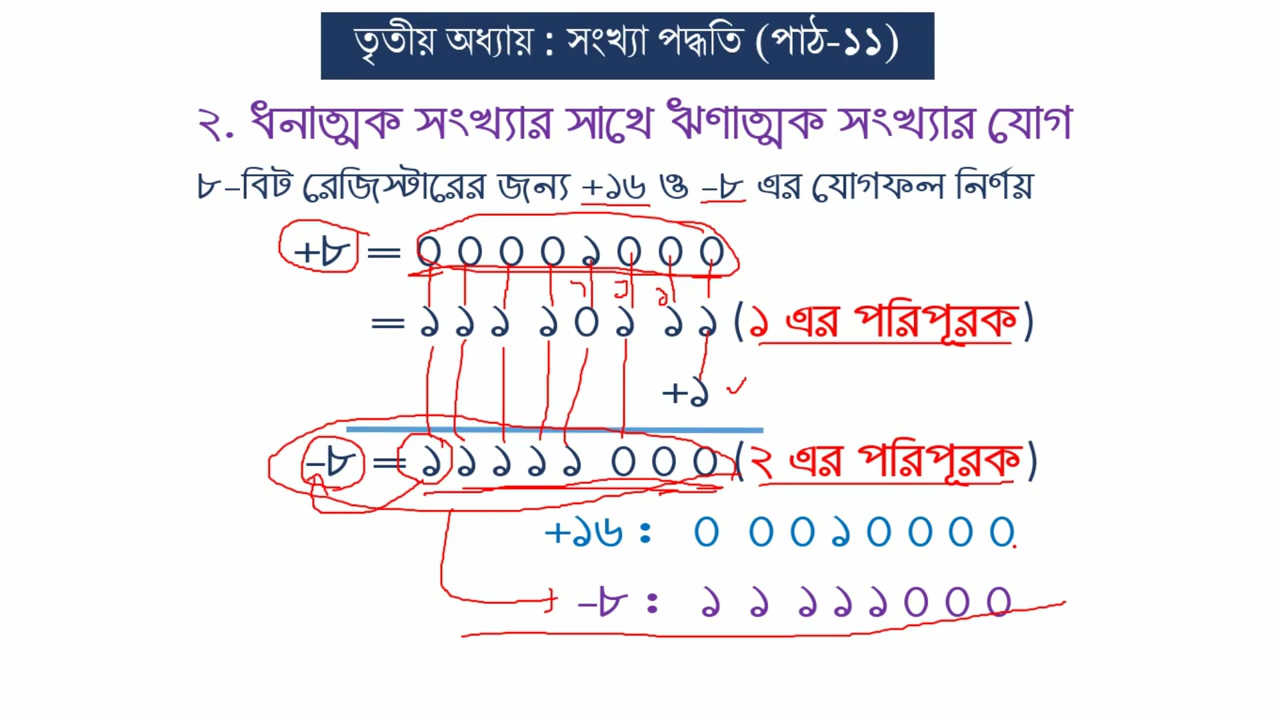 তৃতীয় অধ্যায় : সংখ্যা পদ্ধতি (পাঠ-১১)
২. ধনাত্মক সংখ্যার সাথে ঋণাত্মক সংখ্যার যোগ
৮-বিট রেজিস্টারের জন্য +১৬ ও -৮ এর যোগফল নির্ণয়
+৮ = ০ ০ ০ ০ ১ ০ ০ ০
= ১ ১ ১ ১ ০ ১ ১ ১ (১ এর পরিপূরক)
+১
-৮ = ১ ১ ১ ১ ১ ০ ০ ০ (২ এর পরিপূরক)
+১৬ : ০ ০ ০ ১ ০ ০ ০ ০
-৮ : ১ ১ ১ ১ ১ ০ ০ ০